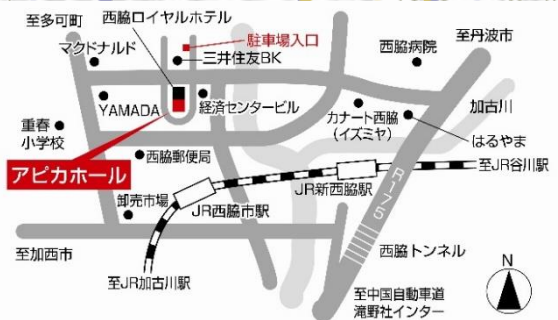 至多可町
西脇ロイヤルホテル
至丹波市
マクドナルド
駐車場入口
三井住友BK
西脇病院
YAMADA
経済センタービル
加古川
カナート西脇
(イズミヤ)
はるやま
重春
小学校
西脇郵便局
アピカホール
至JR谷川駅
JR新西脇駅
R175
卸売市場
JR西脇市駅
至加西市
西脇トンネル
至JR加古川駅
至中国自動車道
滝野社インター
N